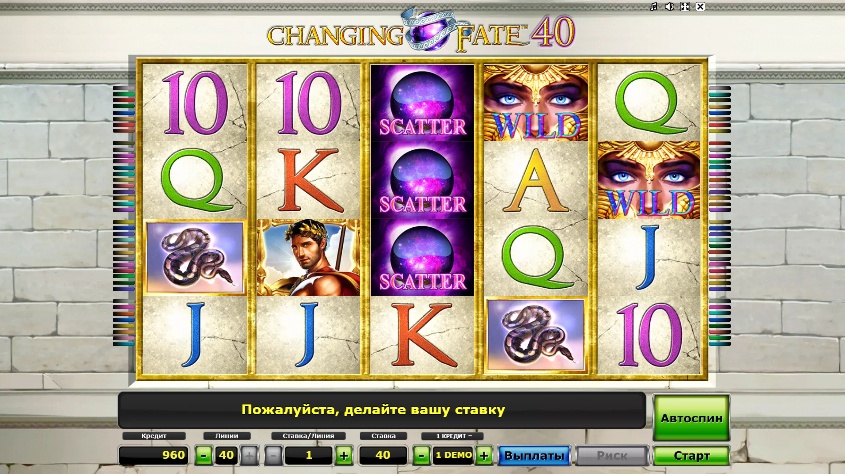 CHANGING FATE™ 40
10 10 SCATTER WILD Q
Q K SCATTER A WILD
SCATTER Q J
J J K 10
Пожалуйста, делайте вашу ставку
Автоспин
Кредит Линии Ставка/Линия Ставка 1 КРЕДИТ =
960 - 40 + - 1 + 40 - 1 DEMO + Выплаты Риск Старт